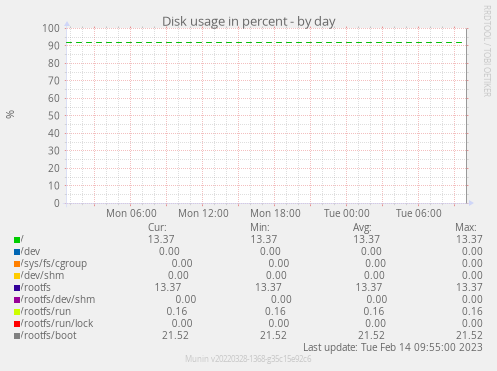 Disk usage in percent - by day
RRDTOOL / TOBI OETIKER
%
100
90
80
70
60
50
40
30
20
10
0
Mon 06:00 Mon 12:00 Mon 18:00 Tue 00:00 Tue 06:00
Cur: Min: Avg: Max:
/ 13.37 13.37 13.37 13.37
/dev 0.00 0.00 0.00 0.00
/sys/fs/cgroup 0.00 0.00 0.00 0.00
/dev/shm 0.00 0.00 0.00 0.00
/rootfs 13.37 13.37 13.37 13.37
/rootfs/dev/shm 0.00 0.00 0.00 0.00
/rootfs/run 0.16 0.16 0.16 0.16
/rootfs/run/lock 0.00 0.00 0.00 0.00
/rootfs/boot 21.52 21.52 21.52 21.52
Last update: Tue Feb 14 09:55:00 2023
Munin v20220328-1368-g35c15e92c6